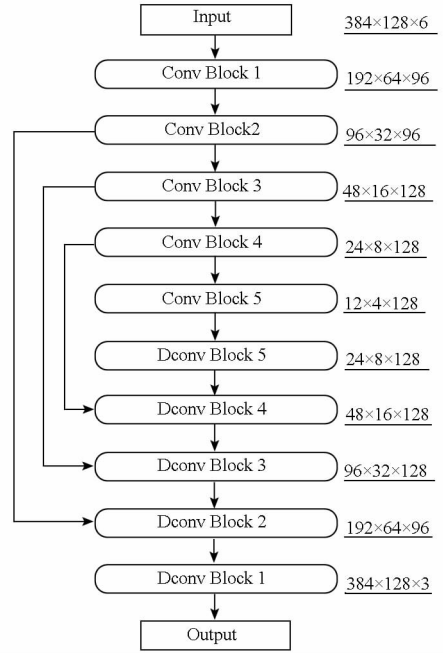 Input 384×128×6
Conv Block 1 192×64×96
Conv Block2 96×32×96
Conv Block 3 48×16×128
Conv Block 4 24×8×128
Conv Block 5 12×4×128
Dconv Block 5 24×8×128
Dconv Block 4 48×16×128
Dconv Block 3 96×32×128
Dconv Block 2 192×64×96
Dconv Block 1 384×128×3
Output